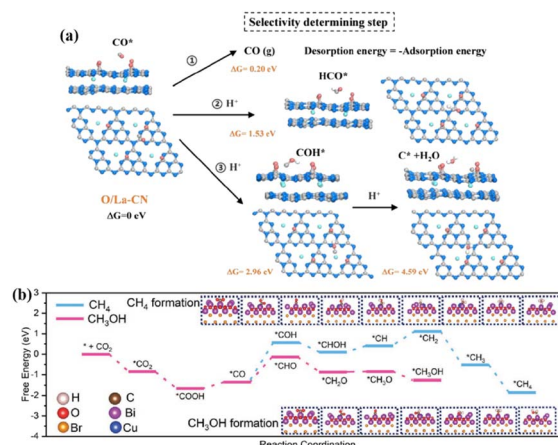 Selectivity determining step
(a)
CO*
①
CO (g)
ΔG= 0.20 eV
Desorption energy = -Adsorption energy
HCO*
② H⁺
ΔG= 1.53 eV
③ H⁺
COH*
C* +H₂O
H⁺
O/La-CN
ΔG=0 eV
ΔG= 2.96 eV
ΔG= 4.59 eV
(b)
CH₄
CH₃OH
CH₄ formation
Free Energy (eV)
3
2
1
0
-1
-2
-3
* + CO₂
*CO₂
*COOH
*CO
*COH
*CHO
*CHOH
*CH₂O
*CH
*CH₃O
*CH₂
*CH₃OH
*CH₃
*CH₄
H
O
Br
C
Bi
Cu
CH₃OH formation
Reaction Coordination